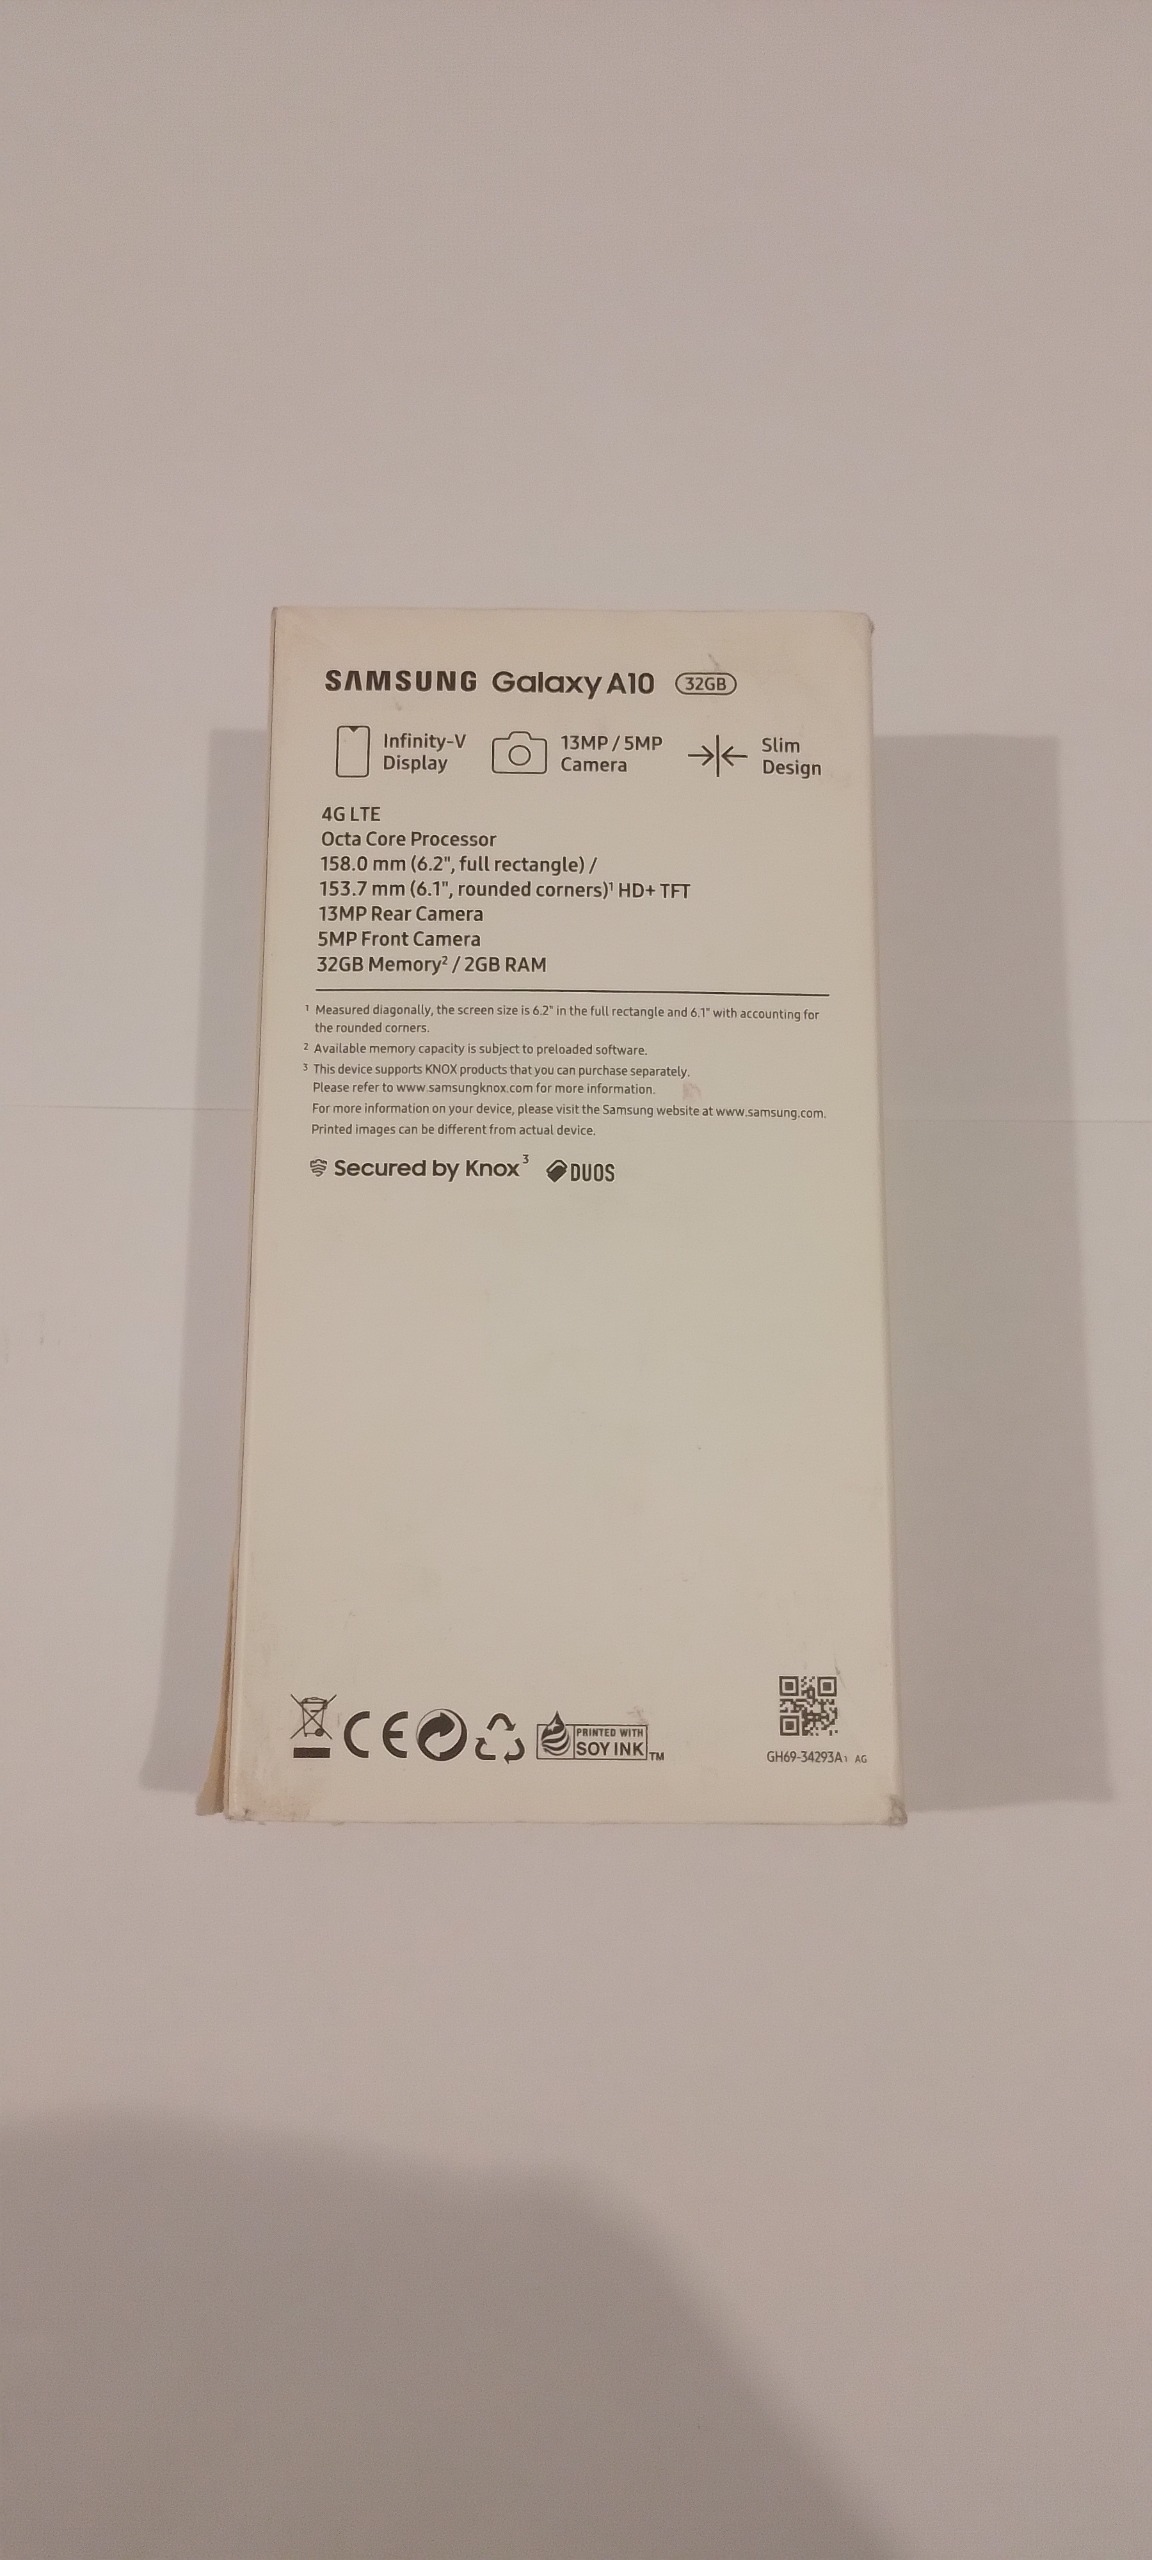 SAMSUNG Galaxy A10 32GB
Infinity-V
Display
13MP / 5MP
Camera
Slim
Design
4G LTE
Octa Core Processor
158.0 mm (6.2", full rectangle) /
153.7 mm (6.1", rounded corners)¹ HD+ TFT
13MP Rear Camera
5MP Front Camera
32GB Memory² / 2GB RAM
¹ Measured diagonally, the screen size is 6.2" in the full rectangle and 6.1" with accounting for
the rounded corners.
² Available memory capacity is subject to preloaded software.
³ This device supports KNOX products that you can purchase separately.
Please refer to www.samsungknox.com for more information.
For more information on your device, please visit the Samsung website at www.samsung.com.
Printed images can be different from actual device.
Secured by Knox³ DUOS
CE
PRINTED WITH
SOY INK™
GH69-34293A1 AG